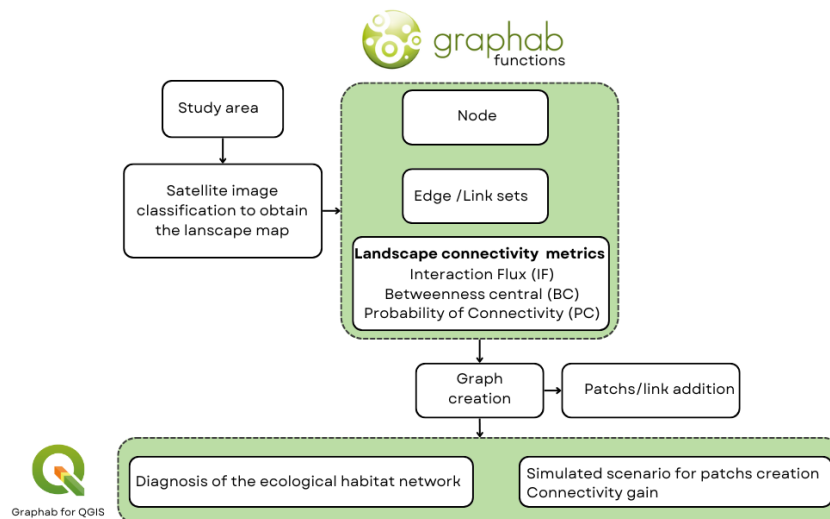 graphab
functions
Study area
Satellite image
classification to obtain
the lanscape map
Node
Edge /Link sets
Landscape connectivity metrics
Interaction Flux (IF)
Betweenness central (BC)
Probability of Connectivity (PC)
Graph
creation
Patchs/link addition
Graphab for QGIS
Diagnosis of the ecological habitat network
Simulated scenario for patchs creation
Connectivity gain